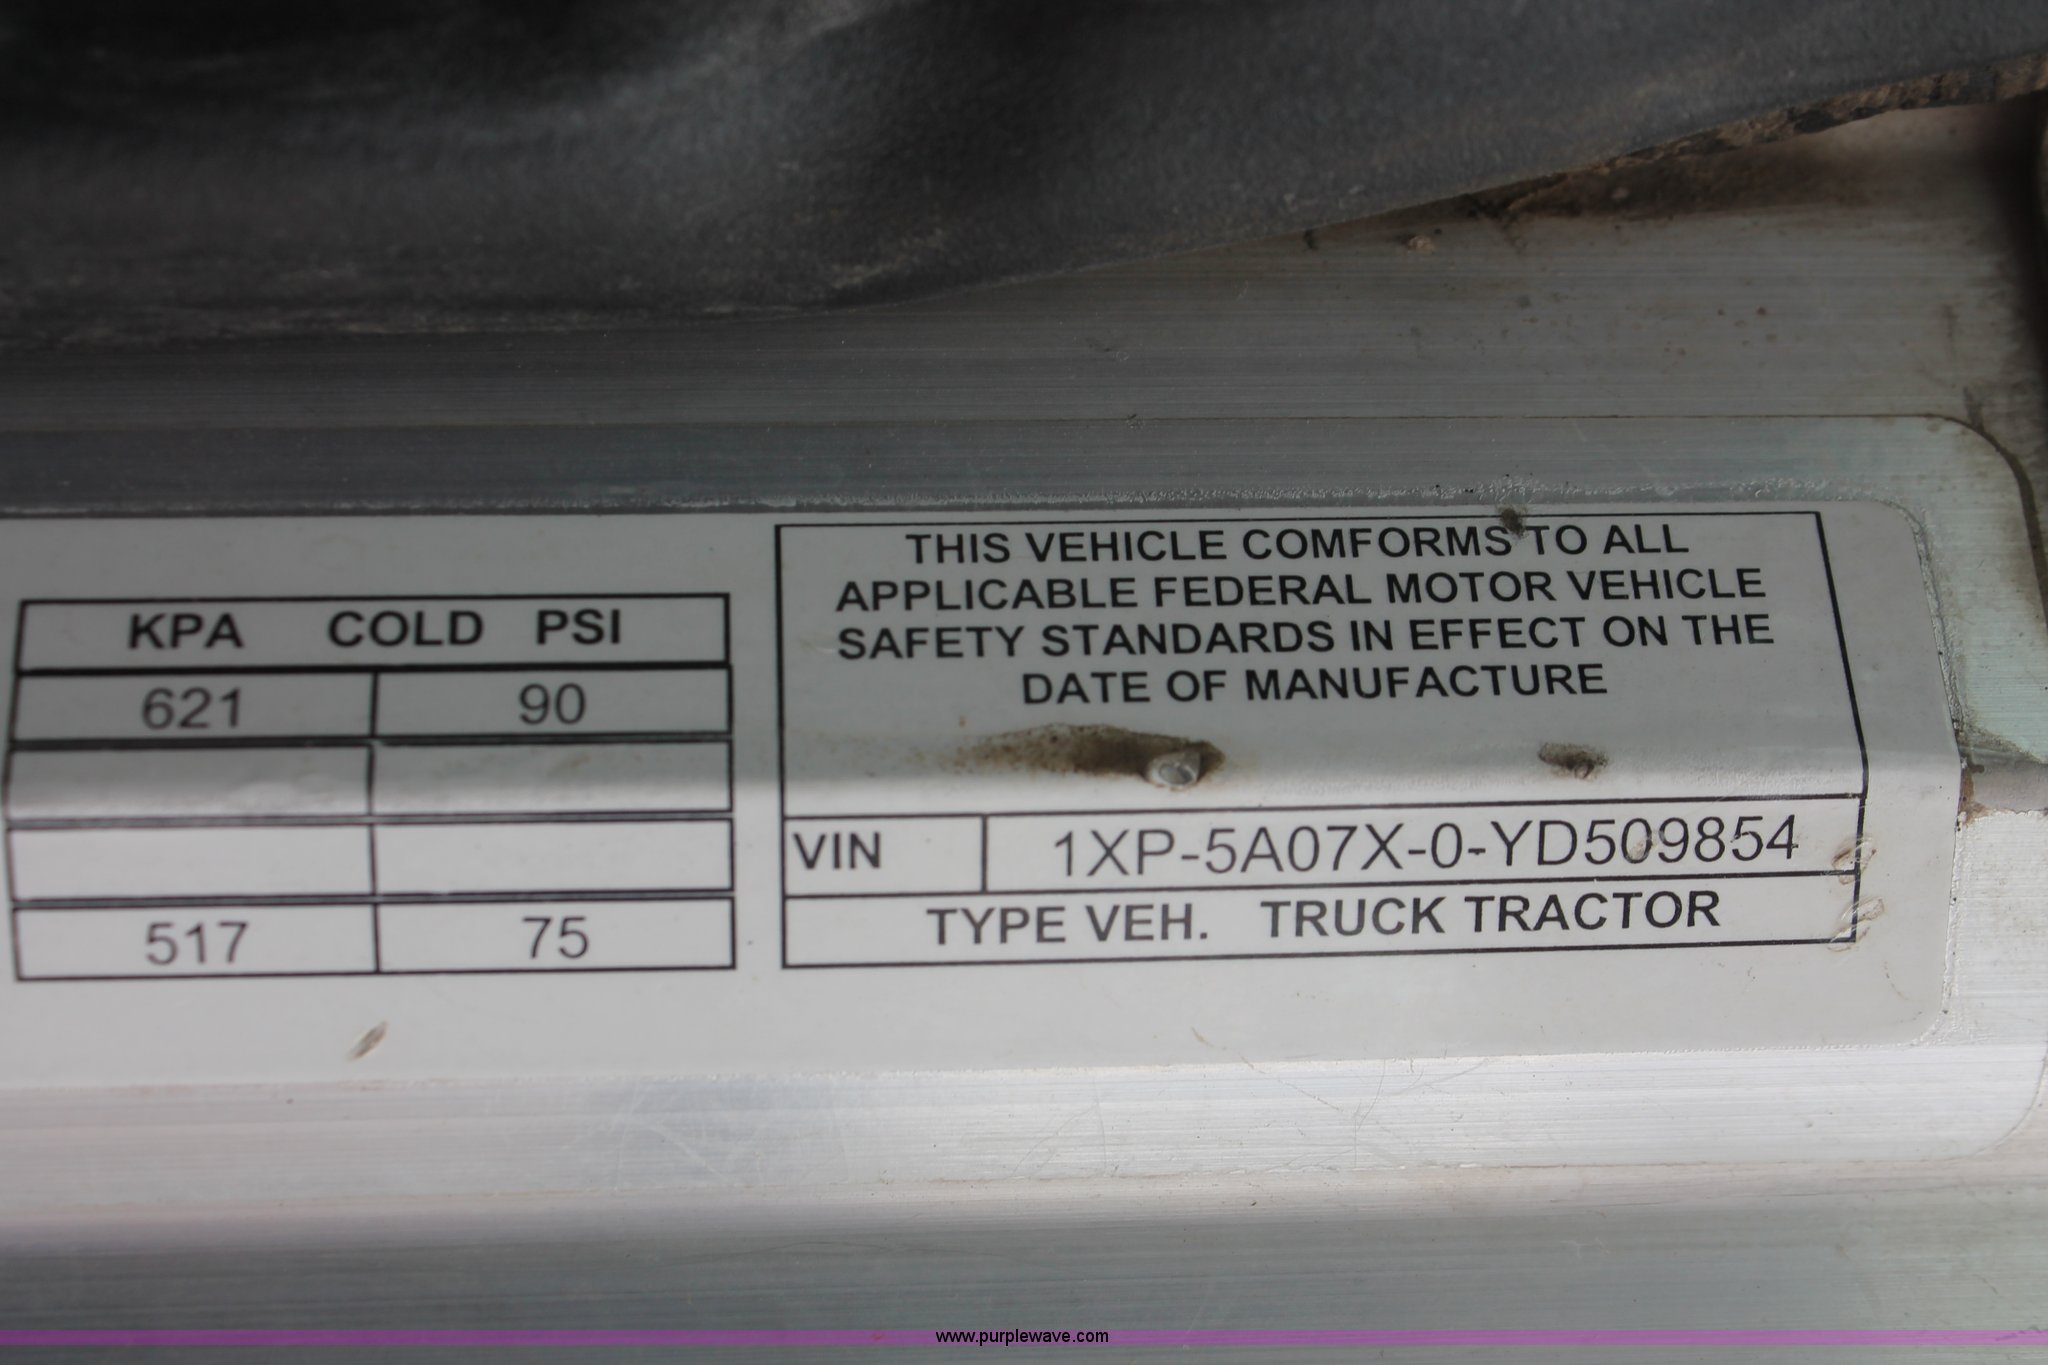 KPA COLD PSI
621 90
517 75
THIS VEHICLE COMFORMS TO ALL
APPLICABLE FEDERAL MOTOR VEHICLE
SAFETY STANDARDS IN EFFECT ON THE
DATE OF MANUFACTURE
VIN 1XP-5A07X-0-YD509854
TYPE VEH. TRUCK TRACTOR
www.purplewave.com